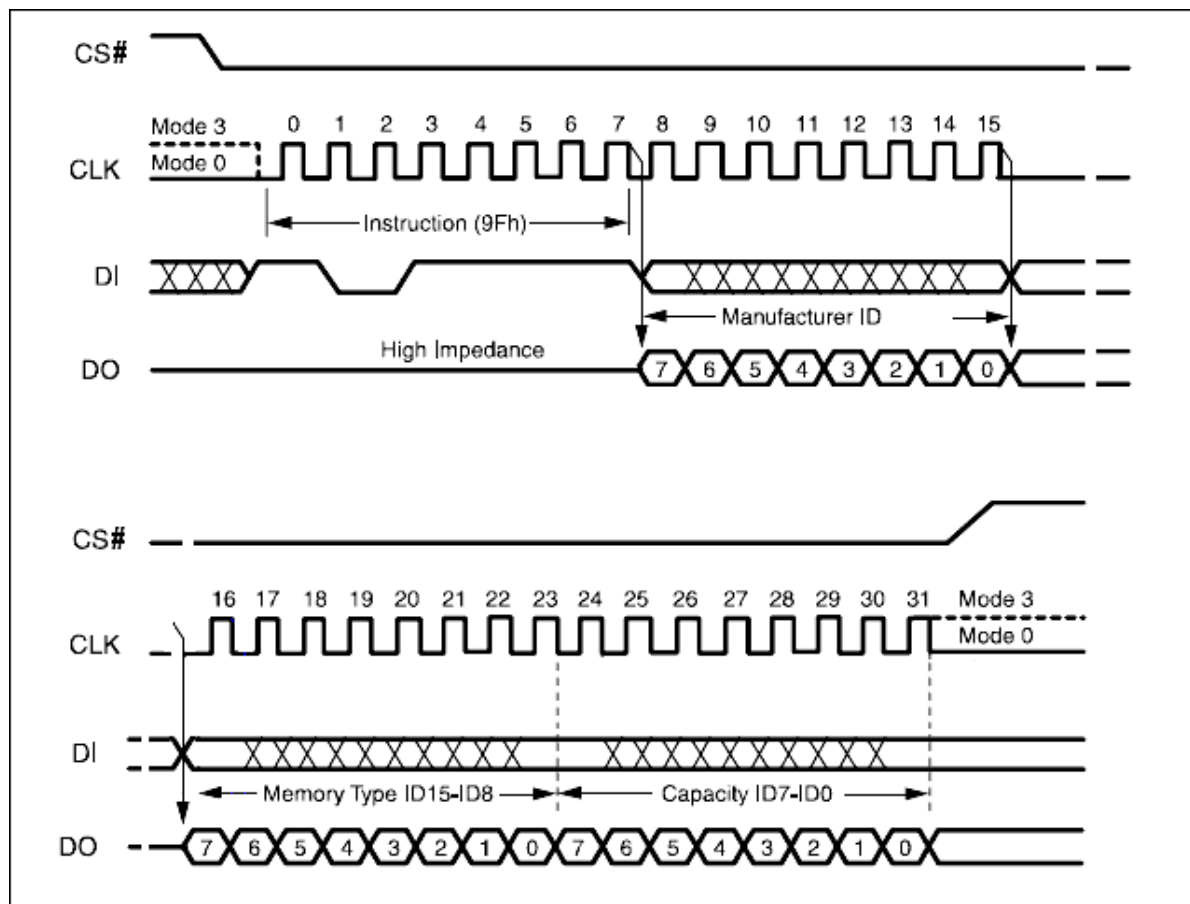 CS#
Mode 3 0 1 2 3 4 5 6 7 8 9 10 11 12 13 14 15
CLK Mode 0
Instruction (9Fh)
DI
Manufacturer ID
High Impedance
DO 7 6 5 4 3 2 1 0
CS#
16 17 18 19 20 21 22 23 24 25 26 27 28 29 30 31 Mode 3
CLK Mode 0
DI
Memory Type ID15-ID8 Capacity ID7-ID0
DO 7 6 5 4 3 2 1 0 7 6 5 4 3 2 1 0